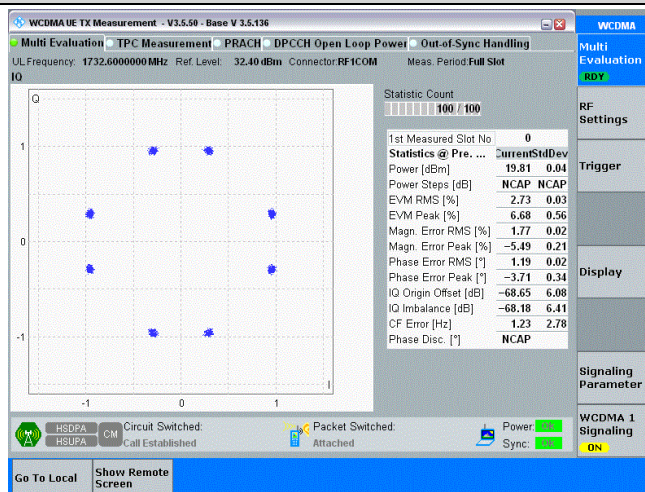 WCDMA UE TX Measurement - V3.5.50 - Base V 3.5.136
WCDMA
Multi Evaluation TPC Measurement PRACH DPCCH Open Loop Power Out-of-Sync Handling
UL Frequency: 1732.6000000 MHz Ref. Level: 32.40 dBm Connector: RF1COM Meas. Period: Full Slot
Multi
Evaluation
RDY
IQ
Q
Statistic Count
100 / 100
1st Measured Slot No 0
Statistics @ Pre. ... Current StdDev
Power [dBm] 19.81 0.04
Power Steps [dB] NCAP NCAP
EVM RMS [%] 2.73 0.03
EVM Peak [%] 6.68 0.56
Magn. Error RMS [%] 1.77 0.02
Magn. Error Peak [%] −5.49 0.21
Phase Error RMS [°] 1.19 0.02
Phase Error Peak [°] −3.71 0.34
IQ Origin Offset [dB] −68.65 6.08
IQ Imbalance [dB] −68.18 6.41
CF Error [Hz] 1.23 2.78
Phase Disc. [°] NCAP
1
0
-1
-1 0 1
I
RF
Settings
Trigger
Display
Signaling
Parameter
WCDMA 1
Signaling
ON
HSDPA
HSUPA
CM
Circuit Switched:
Call Established
Packet Switched:
Attached
Power: OK
Sync: OK
Go To Local
Show Remote
Screen